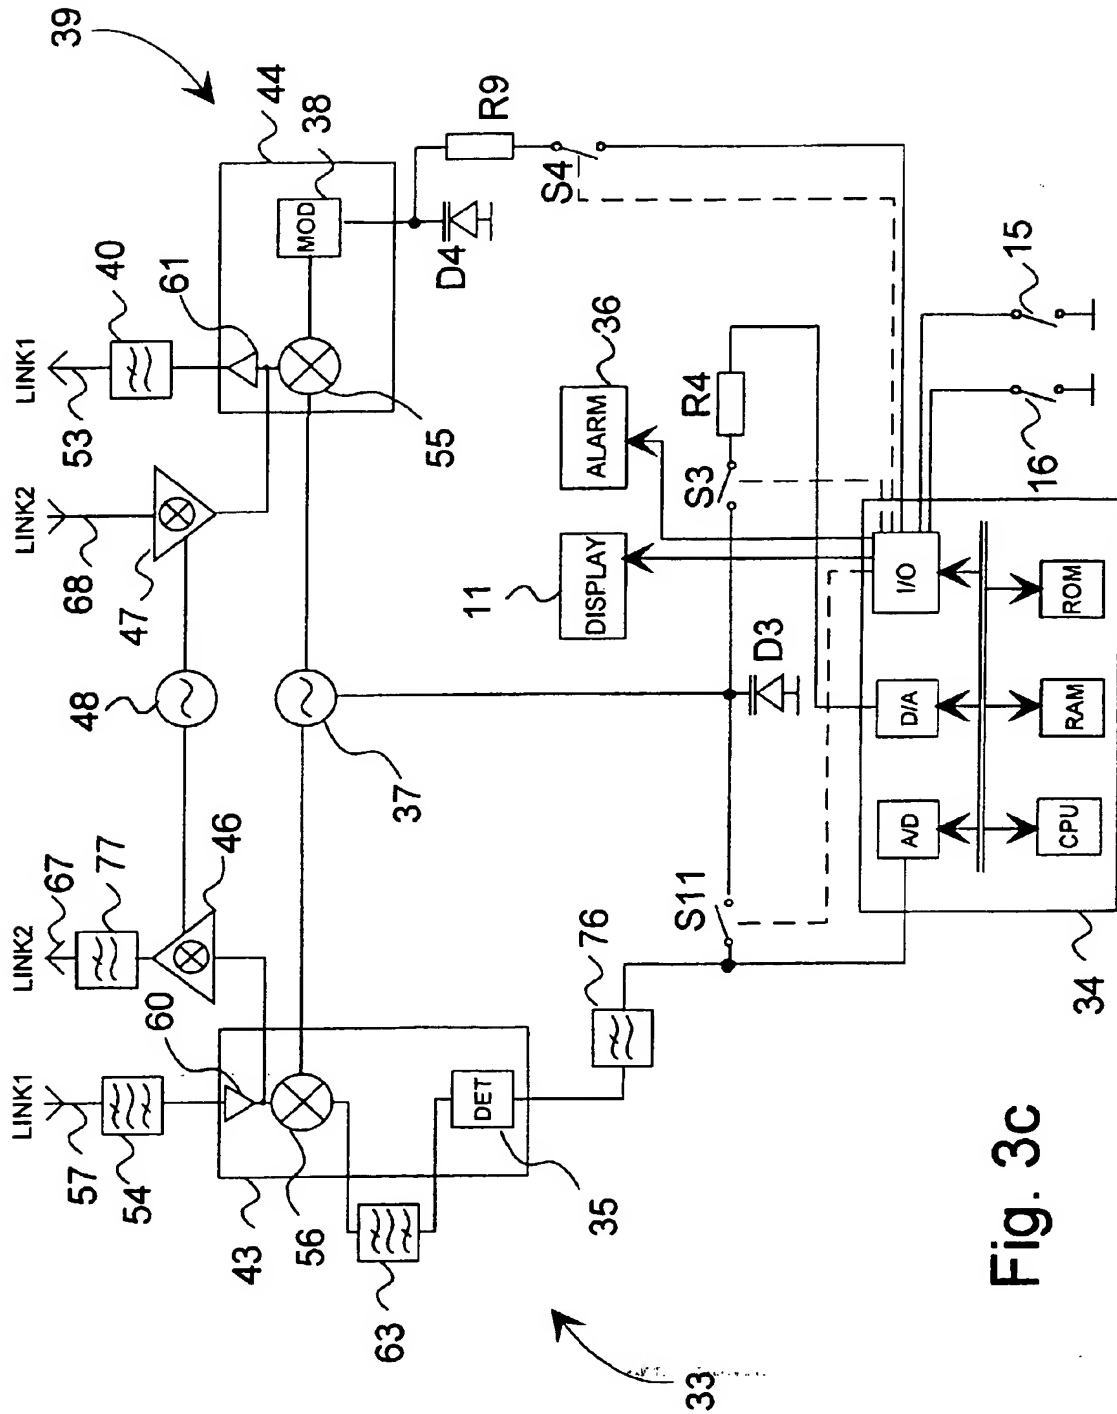 LINK1
LINK2
LINK2
LINK1
57
67
68
53
39
54
77
47
40
60
48
61
43
46
44
56
MOD
38
63
37
55
DET
D4
R9
35
76
S4
11
DISPLAY
ALARM
36
S11
D3
S3
R4
33
A/D
D/A
I/O
CPU
RAM
ROM
16
15
34
Fig. 3c